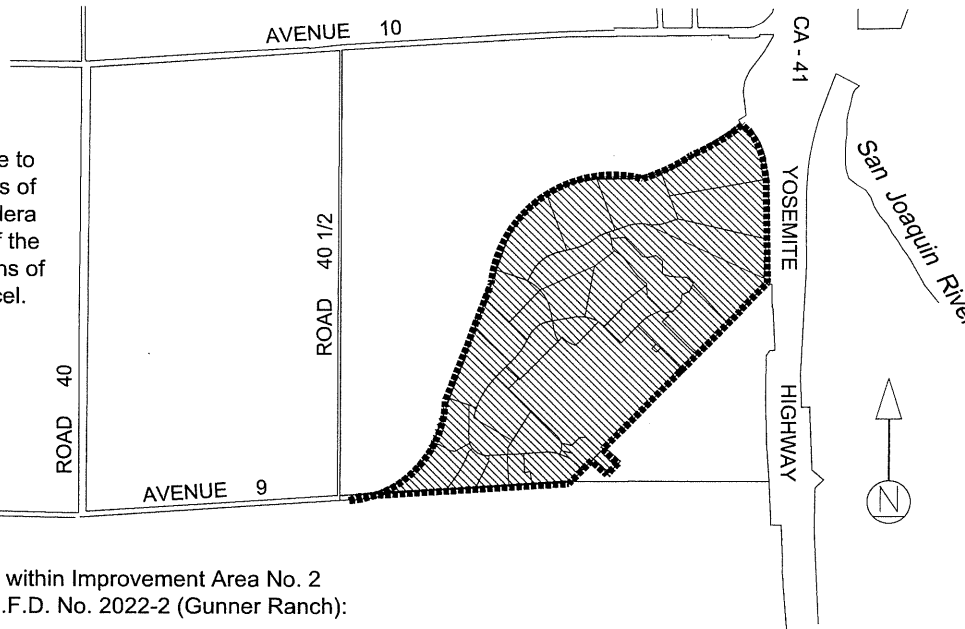 AVENUE 10
CA - 41
e to
s of
dera
f the
ns of
cel.
San Joaquin River
YOSEMITE
ROAD 40 1/2
ROAD 40
HIGHWAY
AVENUE 9
N
within Improvement Area No. 2
.F.D. No. 2022-2 (Gunner Ranch):